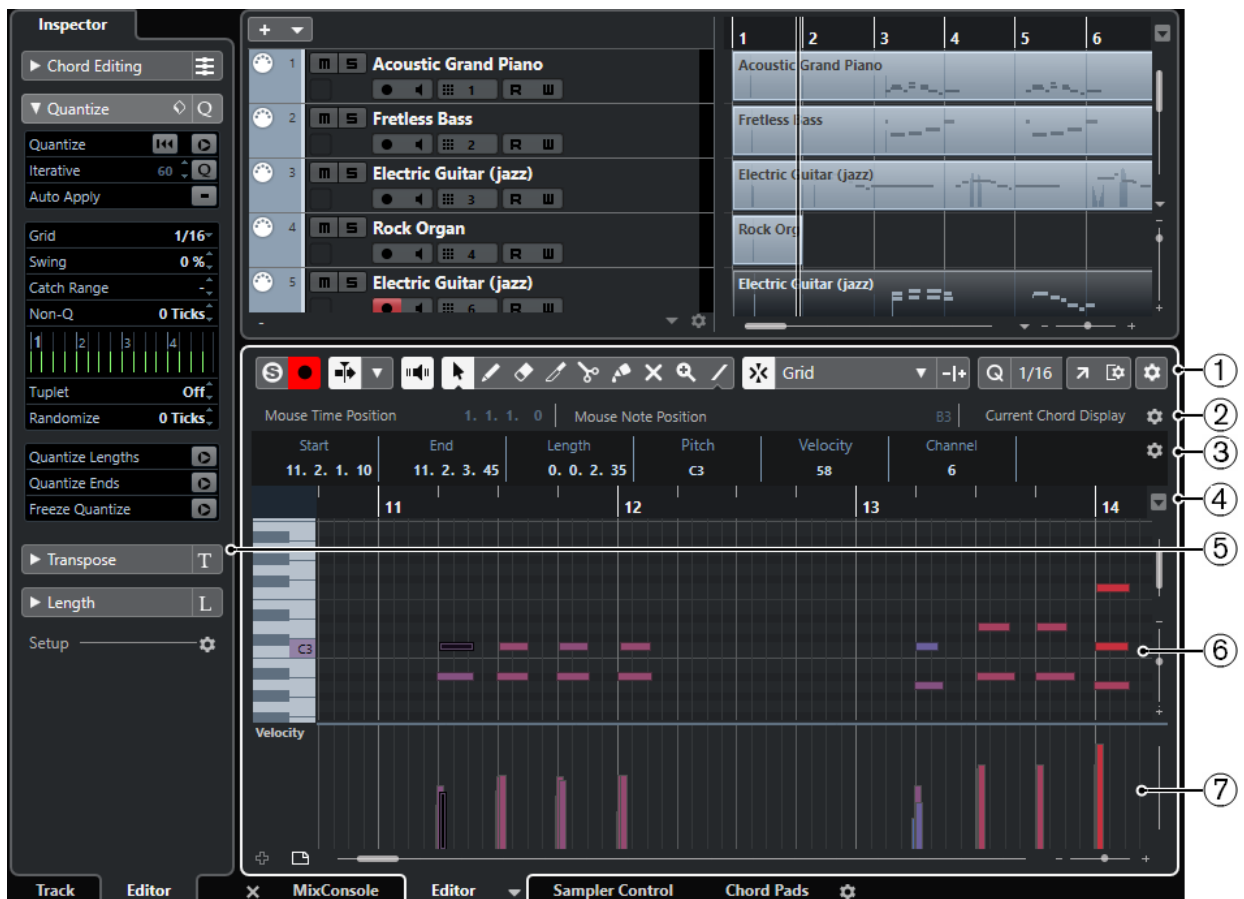 Inspector
Chord Editing
Quantize Q
Quantize
Iterative 60 Q
Auto Apply
Grid 1/16
Swing 0 %
Catch Range -
Non-Q 0 Ticks
1 2 3 4
Tuplet Off
Randomize 0 Ticks
Quantize Lengths
Quantize Ends
Freeze Quantize
Transpose T
Length L
Setup
Track Editor
+
1 m S Acoustic Grand Piano
1 R W
2 m S Fretless Bass
2 R W
3 m S Electric Guitar (jazz)
3 R W
4 m S Rock Organ
4 R W
5 m S Electric Guitar (jazz)
6 R W
-
1 2 3 4 5 6
Acoustic Grand Piano
Fretless Bass
Electric Guitar (jazz)
Rock Org
Electric Guitar (jazz)
- +
S Grid Q 1/16
Mouse Time Position 1. 1. 1. 0 Mouse Note Position B3 Current Chord Display
Start End Length Pitch Velocity Channel
11. 2. 1. 10 11. 2. 3. 45 0. 0. 2. 35 C3 58 6
11 12 13 14
C3
Velocity
- +
MixConsole Editor Sampler Control Chord Pads
①
②
③
④
⑤
⑥
⑦